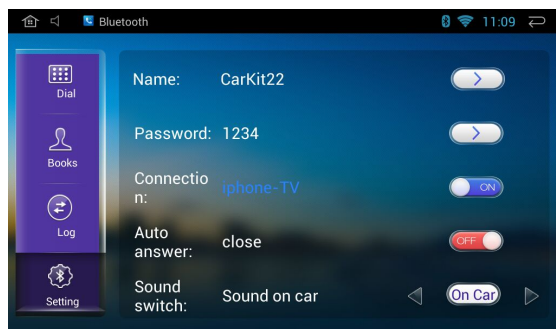 Bluetooth
11:09
Dial
Books
Log
Setting
Name: CarKit22
Password: 1234
Connectio
n: iphone-TV
ON
Auto
answer: close
OFF
Sound
switch: Sound on car
On Car